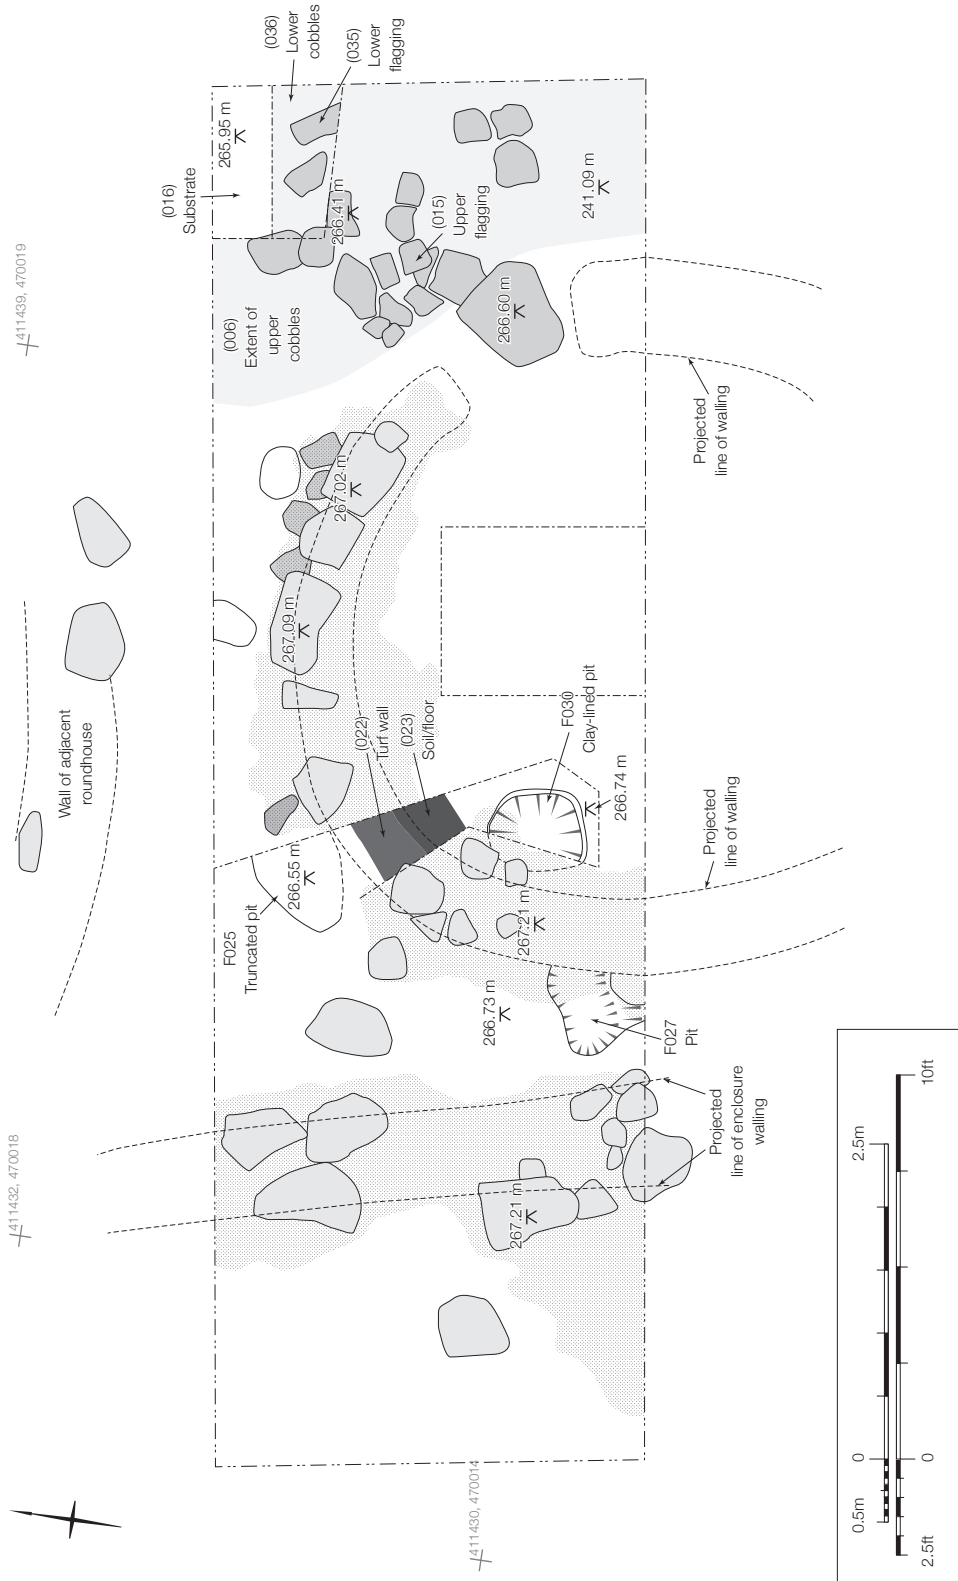 (036)
Lower
cobbles
(035)
Lower
flagging
265.95 m
(016)
Substrate
266.41 m
(015)
Upper
flagging
241.09 m
411439, 470019
(006)
Extent of
upper
cobbles
266.60 m
Projected
line of walling
267.02 m
267.09 m
Wall of adjacent
roundhouse
(022)
Turf wall
(023)
Soil/floor
F030
Clay-lined pit
266.74 m
Projected
line of walling
F025
Truncated pit
266.55 m
267.21 m
266.73 m
F027
Pit
Projected
line of enclosure
walling
411432, 470018
267.21 m
411430, 470014
0.5m
0
2.5m
2.5ft
0
10ft